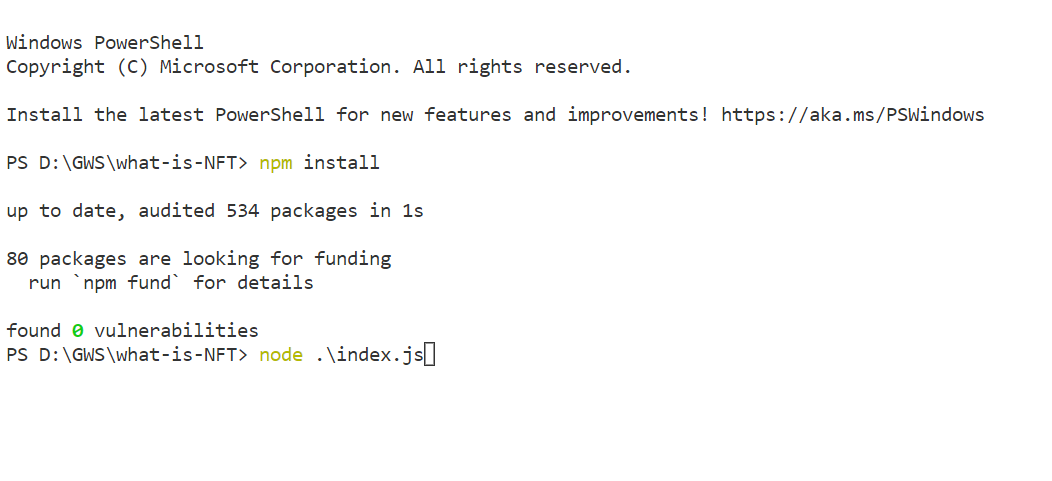 Windows PowerShell
Copyright (C) Microsoft Corporation. All rights reserved.
Install the latest PowerShell for new features and improvements! https://aka.ms/PSWindows
PS D:\GWS\what-is-NFT> npm install
up to date, audited 534 packages in 1s
80 packages are looking for funding
  run `npm fund` for details
found 0 vulnerabilities
PS D:\GWS\what-is-NFT> node .\index.js